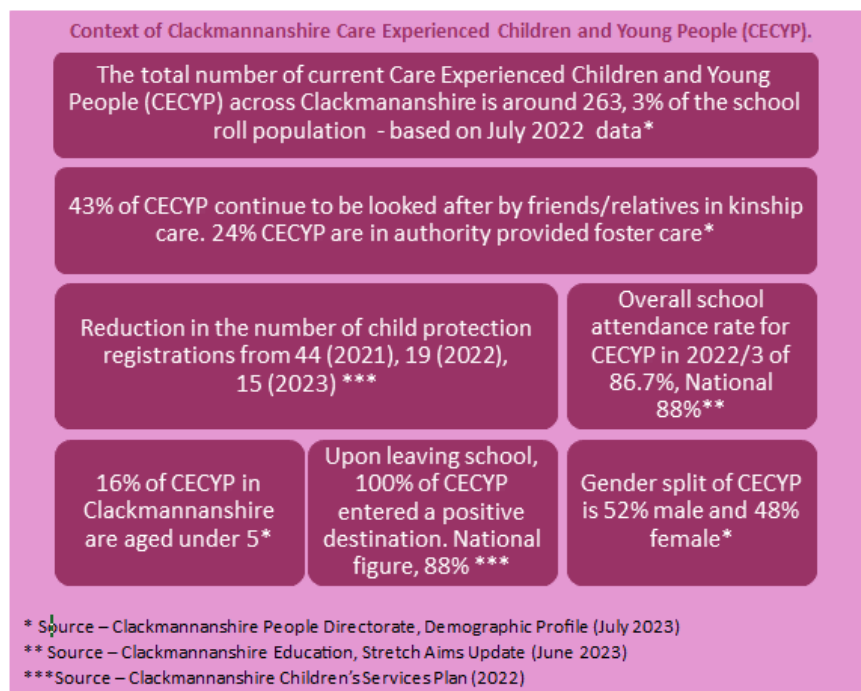 Context of Clackmannanshire Care Experienced Children and Young People (CECYP).
The total number of current Care Experienced Children and Young
People (CECYP) across Clackmananshire is around 263, 3% of the school
roll population - based on July 2022 data*
43% of CECYP continue to be looked after by friends/relatives in kinship
care. 24% CECYP are in authority provided foster care*
Reduction in the number of child protection
registrations from 44 (2021), 19 (2022),
15 (2023) ***
Overall school
attendance rate for
CECYP in 2022/3 of
86.7%, National
88%**
16% of CECYP in
Clackmannanshire
are aged under 5*
Upon leaving school,
100% of CECYP
entered a positive
destination. National
figure, 88% ***
Gender split of CECYP
is 52% male and 48%
female*
* Source – Clackmannanshire People Directorate, Demographic Profile (July 2023)
** Source – Clackmannanshire Education, Stretch Aims Update (June 2023)
***Source – Clackmannanshire Children's Services Plan (2022)